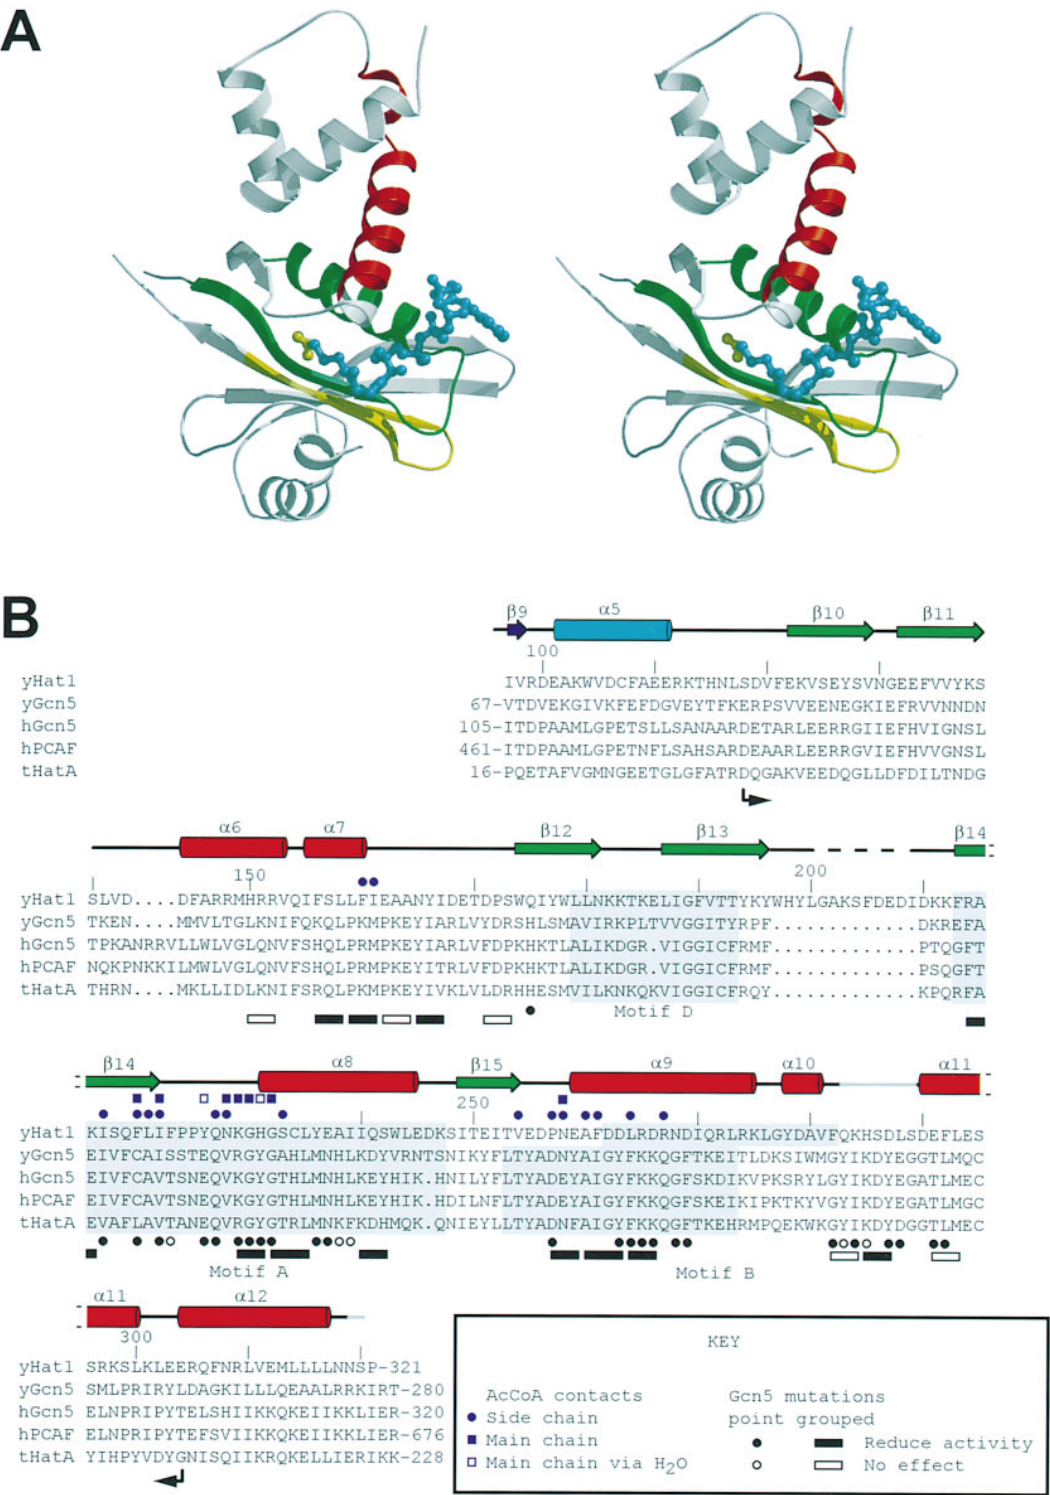 A
B
β9 α5 β10 β11
100
yHat1 IVRDEAKWVDCFAEERKTHNLSDVFEKVSEYSVNGEEFVVYKS
yGcn5 67-VTDVEKGIVKFEFDGVEYTFKERPSVVEENEGKIEFRVVNNDN
hGcn5 105-ITDPAAMLGPETSLLSANAARDETARLEERRGIIEFHVIGNSL
hPCAF 461-ITDPAAMLGPETNFLSAHSARDEAARLEERRGVIEFHVVGNSL
tHatA 16-PQETAFVGMNGEETGLGFATRDQGAKVEEDQGLLDFDILTNDG
α6 α7 β12 β13 β14
150 200
yHat1 SLVD....DFARRMHRRVQIFSLLFIEAANYIDETDPSWQIYWLLNKKTKELIGFVTTYKYWHYLGAKSFDEDIDKKFRA
yGcn5 TKEN....MMVLTGLKNIFQKQLPKMPKEYIARLVYDRSHLSMAVIRKPLTVVGGITYRPF.............DKREFA
hGcn5 TPKANRRVLLWLVGLQNVFSHQLPRMPKEYIARLVFDPKHKTLALIKDGR.VIGGICFRMF.............PTQGFT
hPCAF NQKPNKKILMWLVGLQNVFSHQLPRMPKEYITRLVFDPKHKTLALIKDGR.VIGGICFRMF.............PSQGFT
tHatA THRN....MKLLIDLKNIFSRQLPKMPKEYIVKLVLDRHHESMVILKNKQKVIGGICFRQY.............KPQRFA
Motif D
β14 α8 β15 α9 α10 α11
250
yHat1 KISQFLIFPPYQNKGHGSCLYEAIIQSWLEDKSITEITVEDPNEAFDDLRDRNDIQRLRKLGYDAVFQKHSDLSDEFLES
yGcn5 EIVFCAISSTEQVRGYGAHLMNHLKDYVRNTSNIKYFLTYADNYAIGYFKKQGFTKEITLDKSIWMGYIKDYEGGTLMQC
hGcn5 EIVFCAVTSNEQVKGYGTHLMNHLKEYHIK.HNILYFLTYADEYAIGYFKKQGFSKDIKVPKSRYLGYIKDYEGATLMEC
hPCAF EIVFCAVTSNEQVKGYGTHLMNHLKEYHIK.HDILNFLTYADEYAIGYFKKQGFSKEIKIPKTKYVGYIKDYEGATLMGC
tHatA EVAFLAVTANEQVRGYGTRLMNKFKDHMQK.QNIEYLLTYADNFAIGYFKKQGFTKEHRMPQEKWKGYIKDYDGGTLMEC
Motif A Motif B
α11 α12
300
yHat1 SRKSLKLEERQFNRLVEMLLLLNNSP-321
yGcn5 SMLPRIRYLDAGKILLLQEAALRRKIRT-280
hGcn5 ELNPRIPYTELSHIIKKQKEIIKKLIER-320
hPCAF ELNPRIPYTEFSVIIKKQKEIIKKLIER-676
tHatA YIHPYVDYGNISQIIKRQKELLIERIKK-228
KEY
AcCoA contacts Gcn5 mutations
Side chain point grouped
Main chain Reduce activity
Main chain via H2O No effect